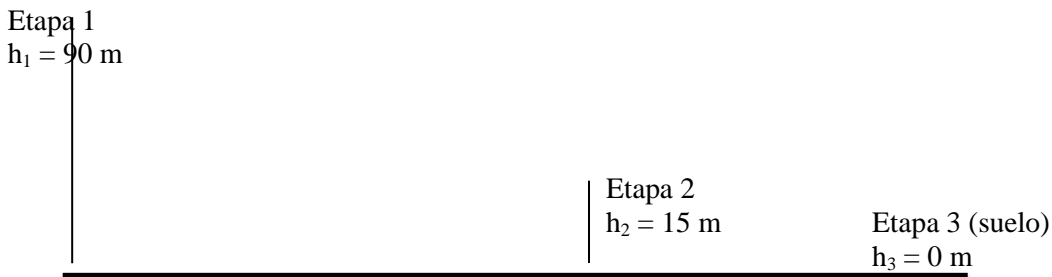 Etapa 1
h₁ = 90 m
Etapa 2
h₂ = 15 m
Etapa 3 (suelo)
h₃ = 0 m